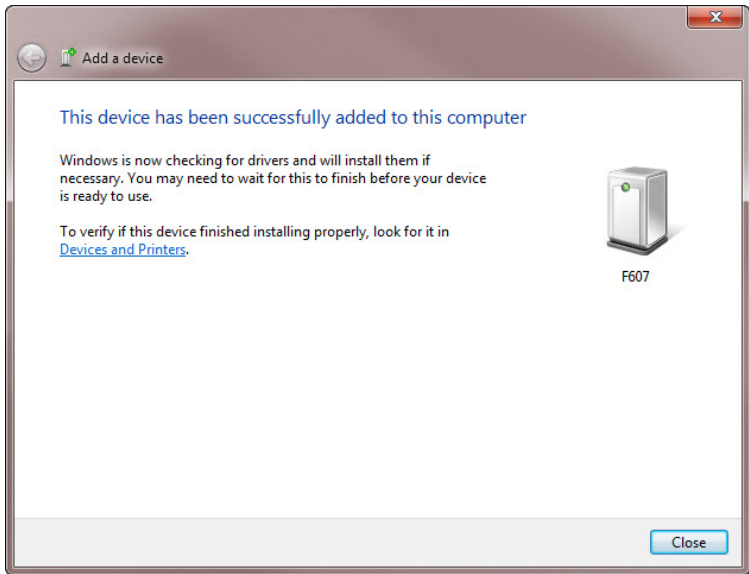 Add a device
This device has been successfully added to this computer
Windows is now checking for drivers and will install them if
necessary. You may need to wait for this to finish before your device
is ready to use.
To verify if this device finished installing properly, look for it in
Devices and Printers.
F607
Close